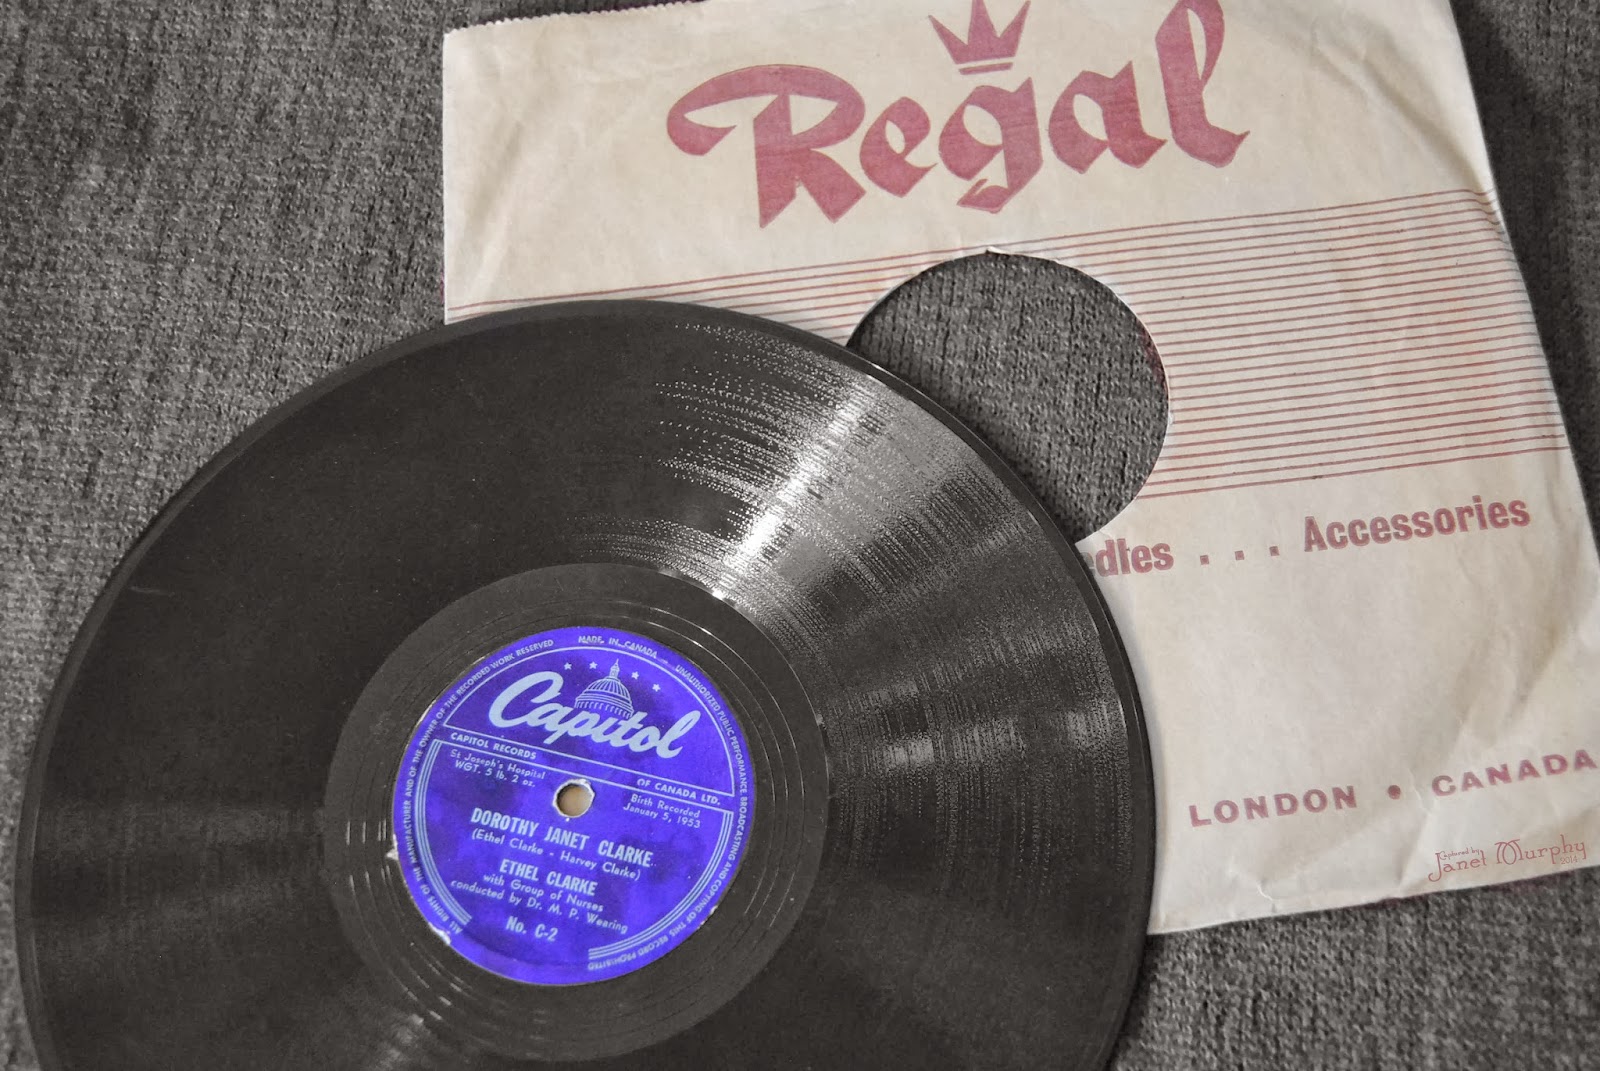 Regal
edles . . . Accessories
LONDON • CANADA
Captured by
Janet Murphy
2014
MADE IN CANADA – UNAUTHORIZED PUBLIC PERFORMANCE BROADCASTING AND COPYING OF THIS RECORD PROHIBITED
ALL RIGHTS OF THE MANUFACTURER AND OF THE OWNER OF THE RECORDED WORK RESERVED
Capitol
CAPITOL RECORDS OF CANADA LTD.
St Joseph's Hospital
WGT. 5 lb. 2 oz.
Birth Recorded
January 5, 1953
DOROTHY JANET CLARKE
(Ethel Clarke - Harvey Clarke)
ETHEL CLARKE
with Group of Nurses
conducted by Dr. M. P. Wearing
No. C-2